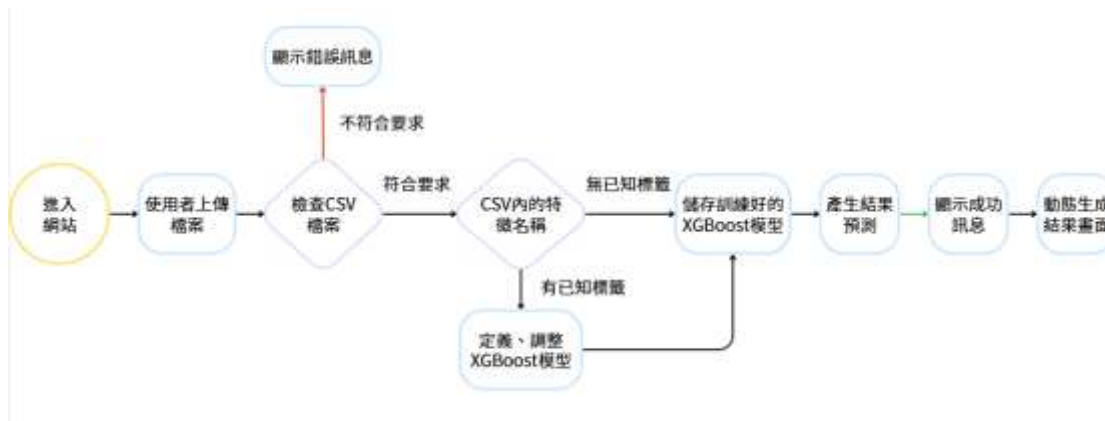 顯示錯誤訊息
不符合要求
進入
網站
使用者上傳
檔案
檢查CSV
檔案
符合要求
CSV內的特
徵名稱
無已知標籤
儲存訓練好的
XGBoost模型
產生結果
預測
顯示成功
訊息
動態生成
結果畫面
有已知標籤
定義、調整
XGBoost模型